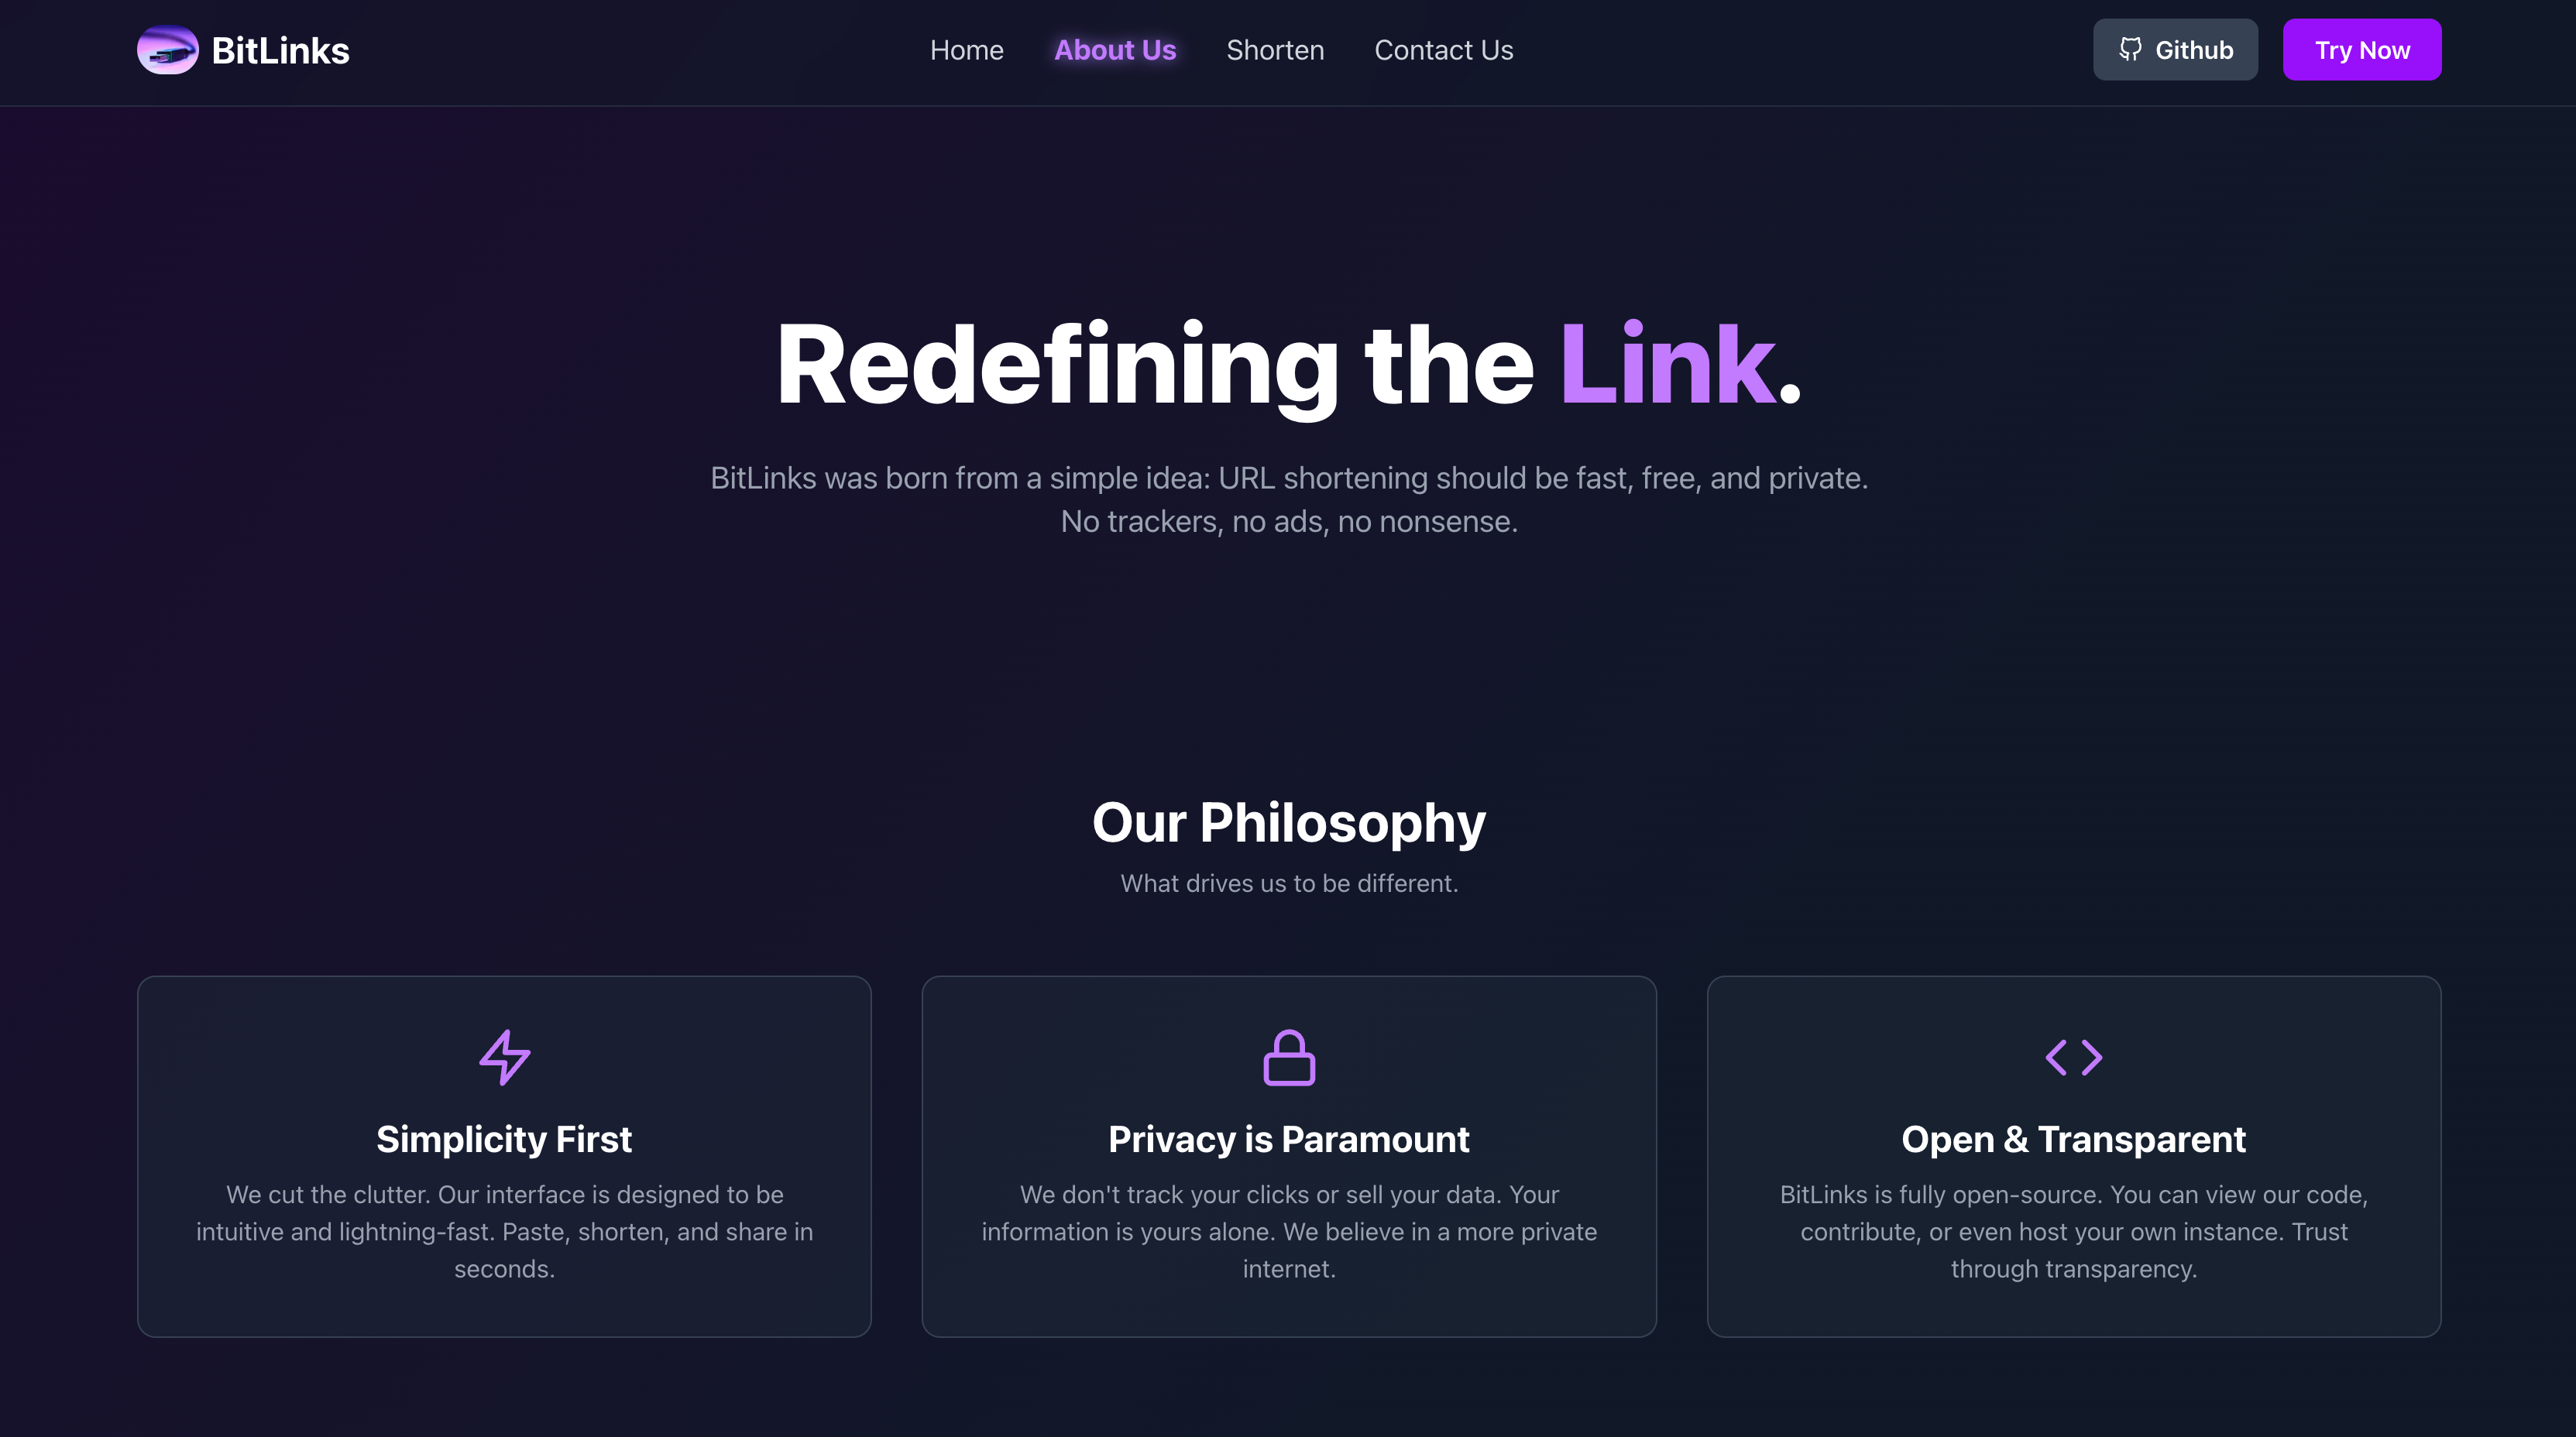 BitLinks
Home
About Us
Shorten
Contact Us
Github
Try Now
Redefining the Link.
BitLinks was born from a simple idea: URL shortening should be fast, free, and private.
No trackers, no ads, no nonsense.
Our Philosophy
What drives us to be different.
Simplicity First
We cut the clutter. Our interface is designed to be
intuitive and lightning-fast. Paste, shorten, and share in
seconds.
Privacy is Paramount
We don't track your clicks or sell your data. Your
information is yours alone. We believe in a more private
internet.
Open & Transparent
BitLinks is fully open-source. You can view our code,
contribute, or even host your own instance. Trust
through transparency.